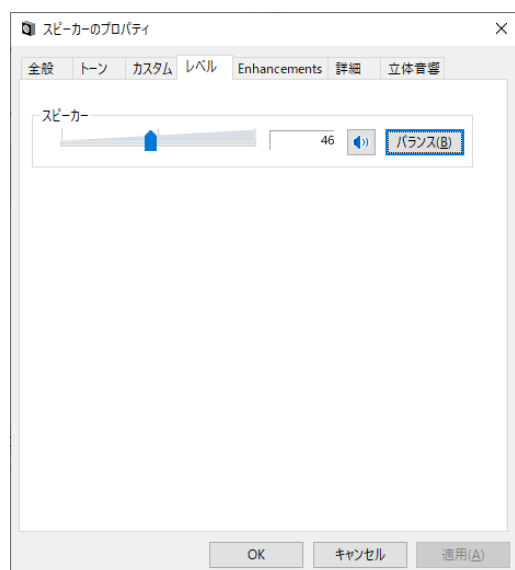 スピーカーのプロパティ
全般 トーン カスタム レベル Enhancements 詳細 立体音響
スピーカー
46 バランス(B)
OK キャンセル 適用(A)